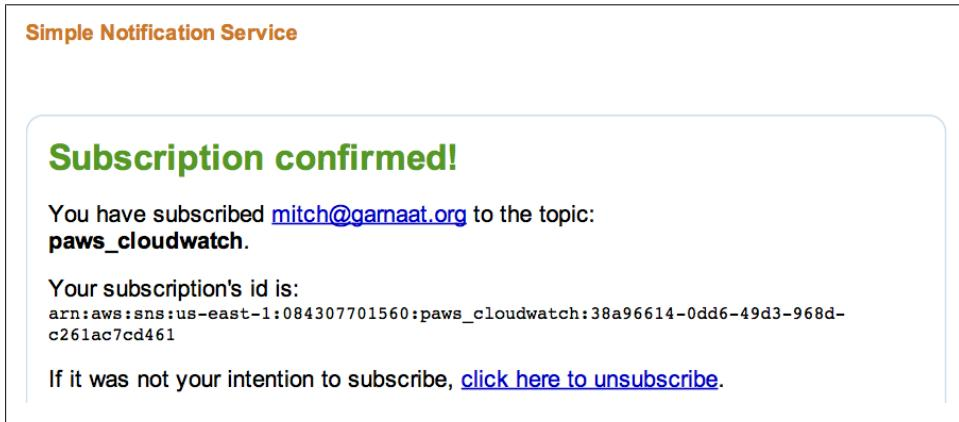 Simple Notification Service
Subscription confirmed!
You have subscribed mitch@garnaat.org to the topic:
paws_cloudwatch.
Your subscription's id is:
arn:aws:sns:us-east-1:084307701560:paws_cloudwatch:38a96614-0dd6-49d3-968d-
c261ac7cd461
If it was not your intention to subscribe, click here to unsubscribe.